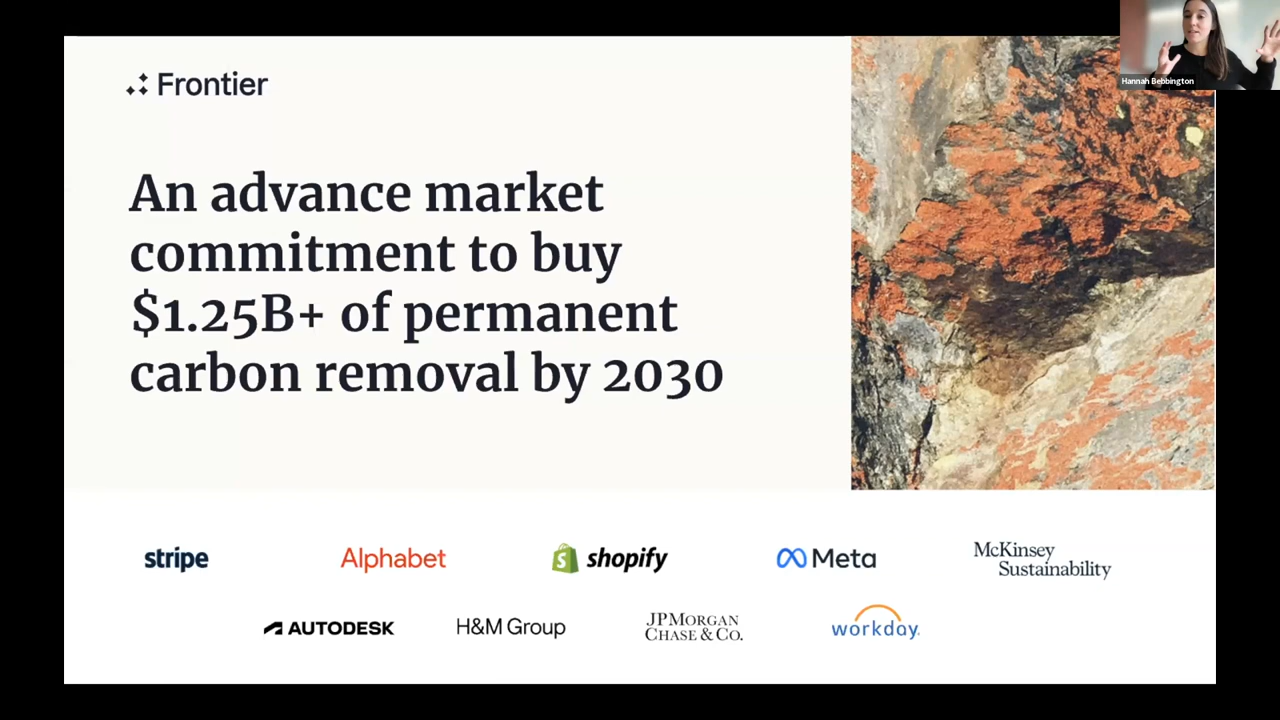 Frontier
Hannah Bebbington
An advance market
commitment to buy
$1.25B+ of permanent
carbon removal by 2030
stripe
Alphabet
shopify
Meta
McKinsey
Sustainability
AUTODESK
H&M Group
JPMORGAN
CHASE & CO.
workday.